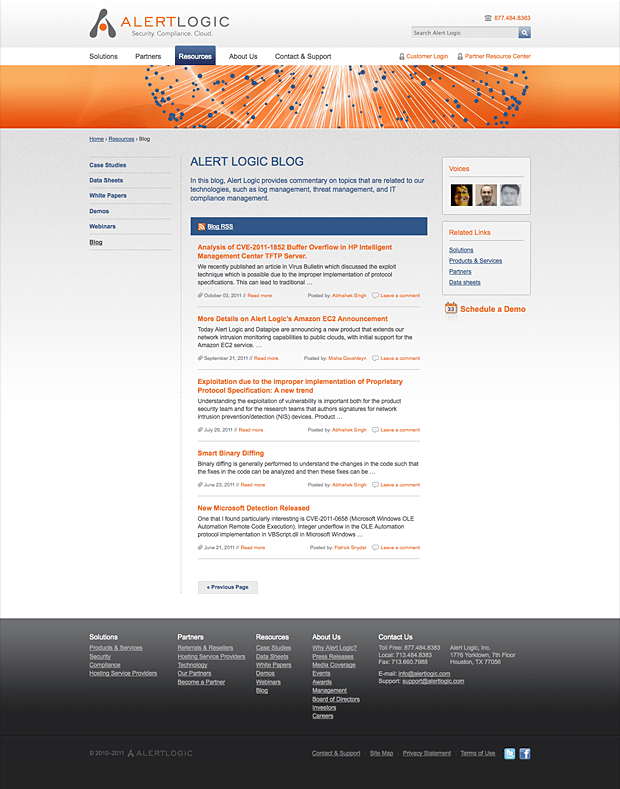 ALERTLOGIC
Security. Compliance. Cloud.
877.484.8383
Search Alert Logic
Solutions Partners Resources About Us Contact & Support
Customer Login Partner Resource Center
Home › Resources › Blog
Case Studies
Data Sheets
White Papers
Demos
Webinars
Blog
ALERT LOGIC BLOG
In this blog, Alert Logic provides commentary on topics that are related to our
technologies, such as log management, threat management, and IT
compliance management.
Blog RSS
Analysis of CVE-2011-1852 Buffer Overflow in HP Intelligent
Management Center TFTP Server.
We recently published an article in Virus Bulletin which discussed the exploit
technique which is possible due to the improper implementation of protocol
specifications. This can lead to traditional …
October 03, 2011 // Read more Posted by: Abhishek Singh Leave a comment
More Details on Alert Logic's Amazon EC2 Announcement
Today Alert Logic and Datapipe are announcing a new product that extends our
network intrusion monitoring capabilities to public clouds, with initial support for the
Amazon EC2 service. …
September 21, 2011 // Read more Posted by: Misha Govshteyn Leave a comment
Exploitation due to the improper implementation of Proprietary
Protocol Specification: A new trend
Understanding the exploitation of vulnerability is important both for the product
security team and for the research teams that authors signatures for network
intrusion prevention/detection (NIS) devices. Product …
July 29, 2011 // Read more Posted by: Abhishek Singh Leave a comment
Smart Binary Diffing
Binary diffing is generally performed to understand the changes in the code such that
the fixes in the code can be analyzed and then these fixes can be …
June 23, 2011 // Read more Posted by: Abhishek Singh Leave a comment
New Microsoft Detection Released
One that I found particularly interesting is CVE-2011-0658 (Microsoft Windows OLE
Automation Remote Code Execution). Integer underflow in the OLE Automation
protocol implementation in VBScript.dll in Microsoft Windows …
June 21, 2011 // Read more Posted by: Patrick Snyder Leave a comment
« Previous Page
Voices
Related Links
Solutions
Products & Services
Partners
Data sheets
33 Schedule a Demo
Solutions
Products & Services
Security
Compliance
Hosting Service Providers
Partners
Referrals & Resellers
Hosting Service Providers
Technology
Our Partners
Become a Partner
Resources
Case Studies
Data Sheets
White Papers
Demos
Webinars
Blog
About Us
Why Alert Logic?
Press Releases
Media Coverage
Events
Awards
Management
Board of Directors
Investors
Careers
Contact Us
Toll Free: 877.484.8383
Local: 713.484.8383
Fax: 713.660.7988
E-mail: info@alertlogic.com
Support: support@alertlogic.com
Alert Logic, Inc.
1776 Yorktown, 7th Floor
Houston, TX 77056
© 2010–2011 ALERTLOGIC
Contact & Support Site Map Privacy Statement Terms of Use